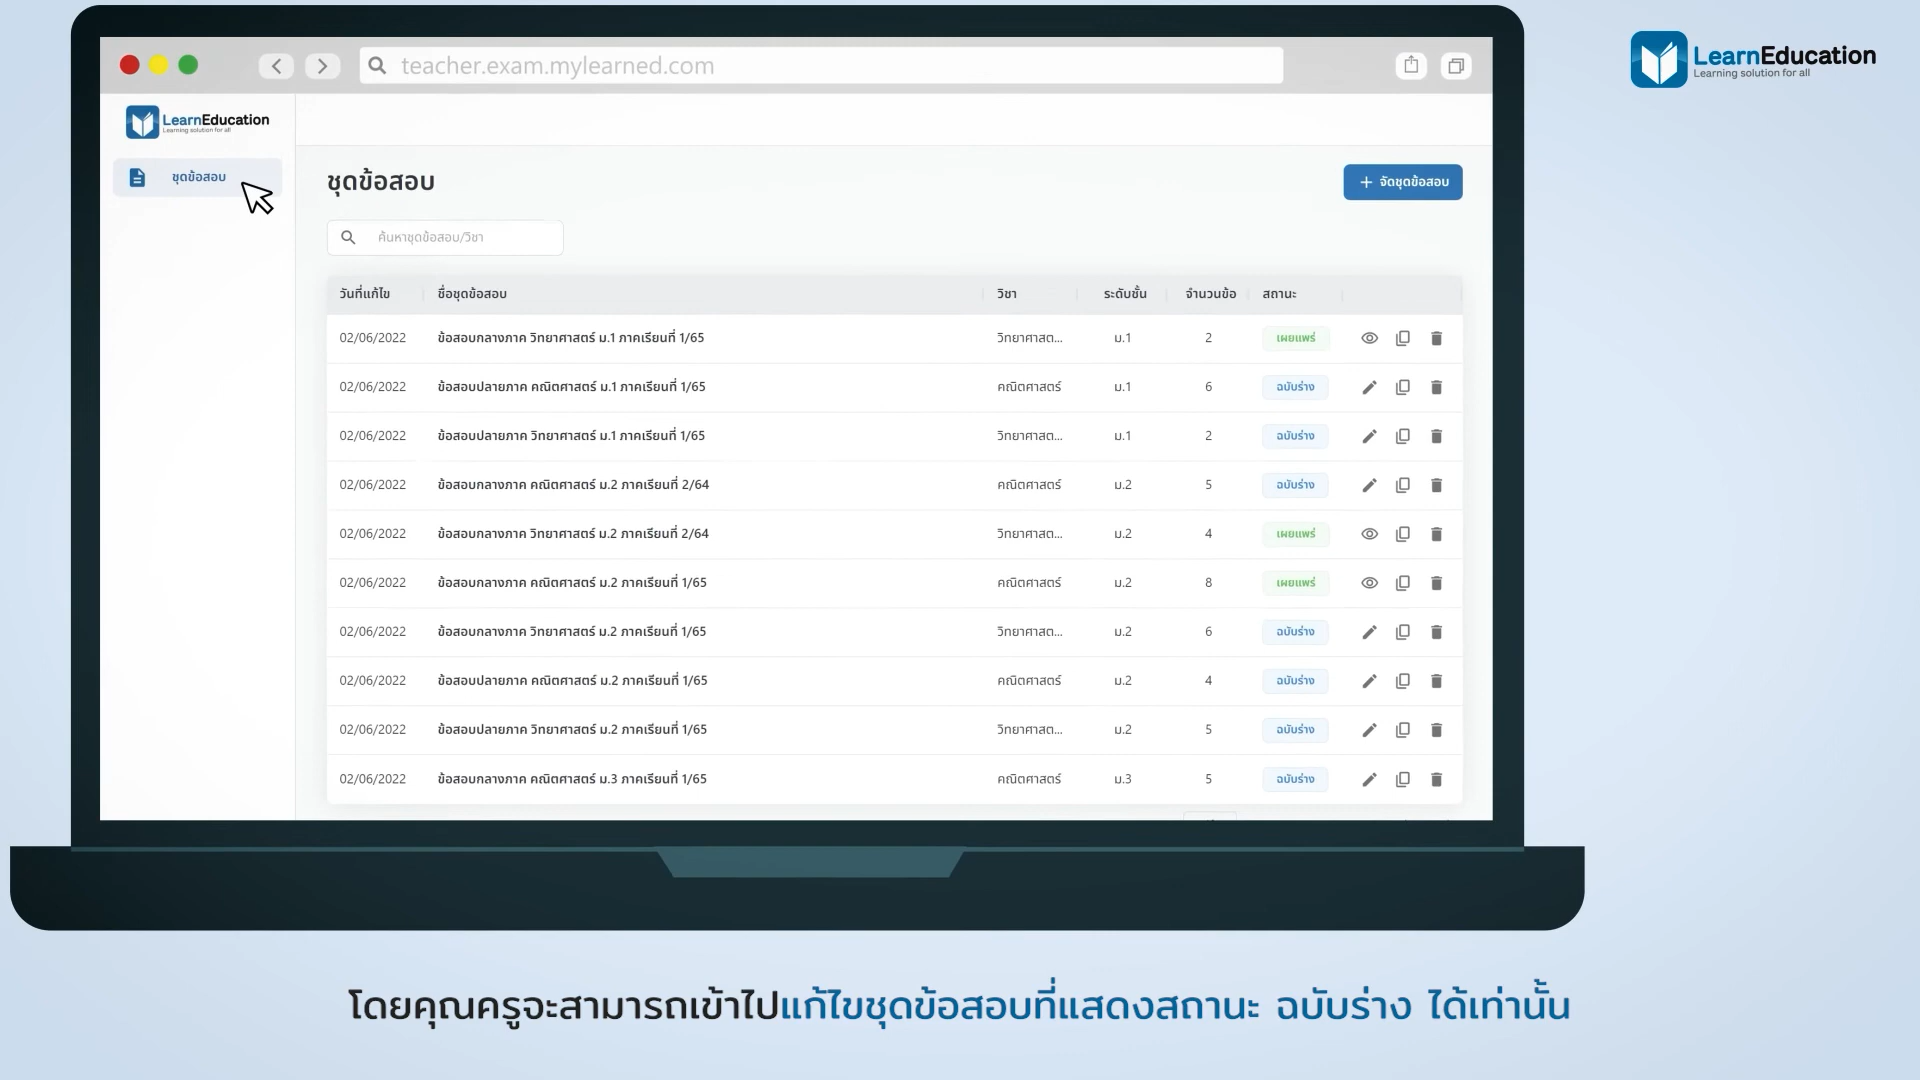 teacher.exam.mylearned.com
LearnEducation
Learning solution for all
LearnEducation
Learning solution for all
ชุดข้อสอบ
ชุดข้อสอบ
จัดชุดข้อสอบ
ค้นหาชุดข้อสอบ/วิชา
วันที่แก้ไข ชื่อชุดข้อสอบ วิชา ระดับชั้น จำนวนข้อ สถานะ
02/06/2022 ข้อสอบกลางภาค วิทยาศาสตร์ ม.1 ภาคเรียนที่ 1/65 วิทยาศาสต... ม.1 2 เผยแพร่
02/06/2022 ข้อสอบปลายภาค คณิตศาสตร์ ม.1 ภาคเรียนที่ 1/65 คณิตศาสตร์ ม.1 6 ฉบับร่าง
02/06/2022 ข้อสอบปลายภาค วิทยาศาสตร์ ม.1 ภาคเรียนที่ 1/65 วิทยาศาสต... ม.1 2 ฉบับร่าง
02/06/2022 ข้อสอบกลางภาค คณิตศาสตร์ ม.2 ภาคเรียนที่ 2/64 คณิตศาสตร์ ม.2 5 ฉบับร่าง
02/06/2022 ข้อสอบกลางภาค วิทยาศาสตร์ ม.2 ภาคเรียนที่ 2/64 วิทยาศาสต... ม.2 4 เผยแพร่
02/06/2022 ข้อสอบกลางภาค คณิตศาสตร์ ม.2 ภาคเรียนที่ 1/65 คณิตศาสตร์ ม.2 8 เผยแพร่
02/06/2022 ข้อสอบกลางภาค วิทยาศาสตร์ ม.2 ภาคเรียนที่ 1/65 วิทยาศาสต... ม.2 6 ฉบับร่าง
02/06/2022 ข้อสอบปลายภาค คณิตศาสตร์ ม.2 ภาคเรียนที่ 1/65 คณิตศาสตร์ ม.2 4 ฉบับร่าง
02/06/2022 ข้อสอบปลายภาค วิทยาศาสตร์ ม.2 ภาคเรียนที่ 1/65 วิทยาศาสต... ม.2 5 ฉบับร่าง
02/06/2022 ข้อสอบกลางภาค คณิตศาสตร์ ม.3 ภาคเรียนที่ 1/65 คณิตศาสตร์ ม.3 5 ฉบับร่าง
โดยคุณครูจะสามารถเข้าไปแก้ไขชุดข้อสอบที่แสดงสถานะ ฉบับร่าง ได้เท่านั้น